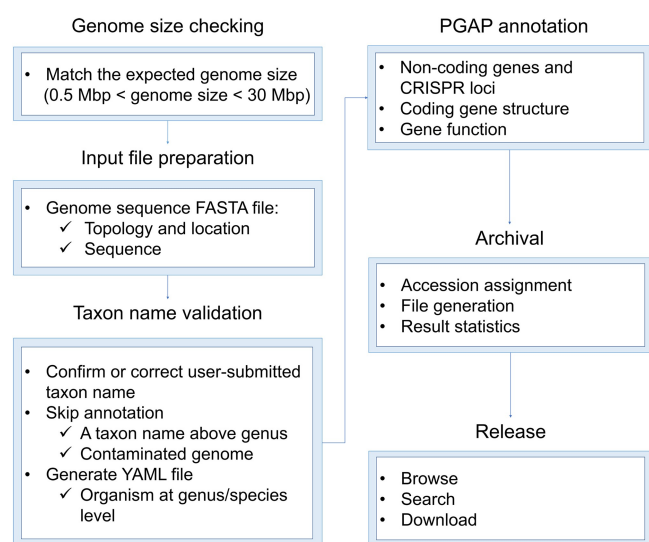 Genome size checking
• Match the expected genome size
(0.5 Mbp < genome size < 30 Mbp)
Input file preparation
• Genome sequence FASTA file:
✓ Topology and location
✓ Sequence
Taxon name validation
• Confirm or correct user-submitted
taxon name
• Skip annotation
✓ A taxon name above genus
✓ Contaminated genome
• Generate YAML file
✓ Organism at genus/species
level
PGAP annotation
• Non-coding genes and
CRISPR loci
• Coding gene structure
• Gene function
Archival
• Accession assignment
• File generation
• Result statistics
Release
• Browse
• Search
• Download